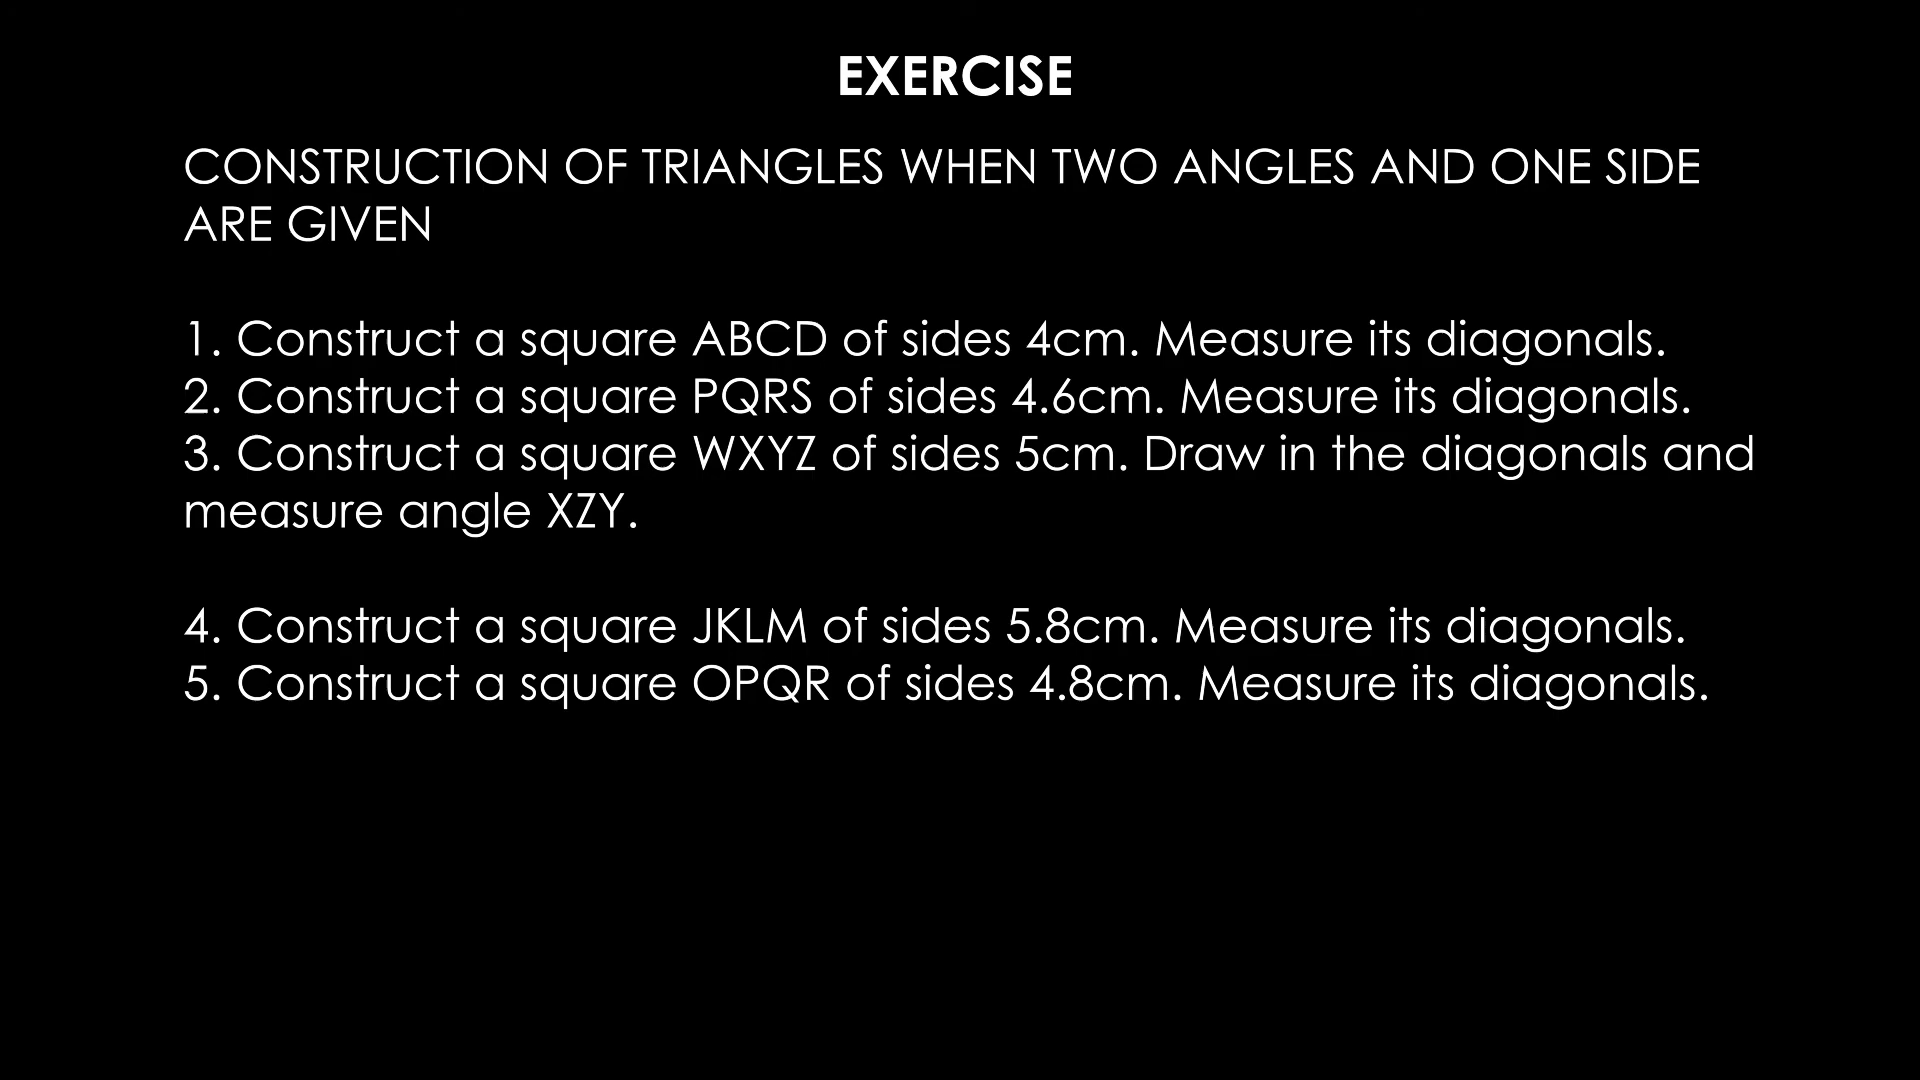 EXERCISE
CONSTRUCTION OF TRIANGLES WHEN TWO ANGLES AND ONE SIDE
ARE GIVEN
1. Construct a square ABCD of sides 4cm. Measure its diagonals.
2. Construct a square PQRS of sides 4.6cm. Measure its diagonals.
3. Construct a square WXYZ of sides 5cm. Draw in the diagonals and
measure angle XZY.
4. Construct a square JKLM of sides 5.8cm. Measure its diagonals.
5. Construct a square OPQR of sides 4.8cm. Measure its diagonals.